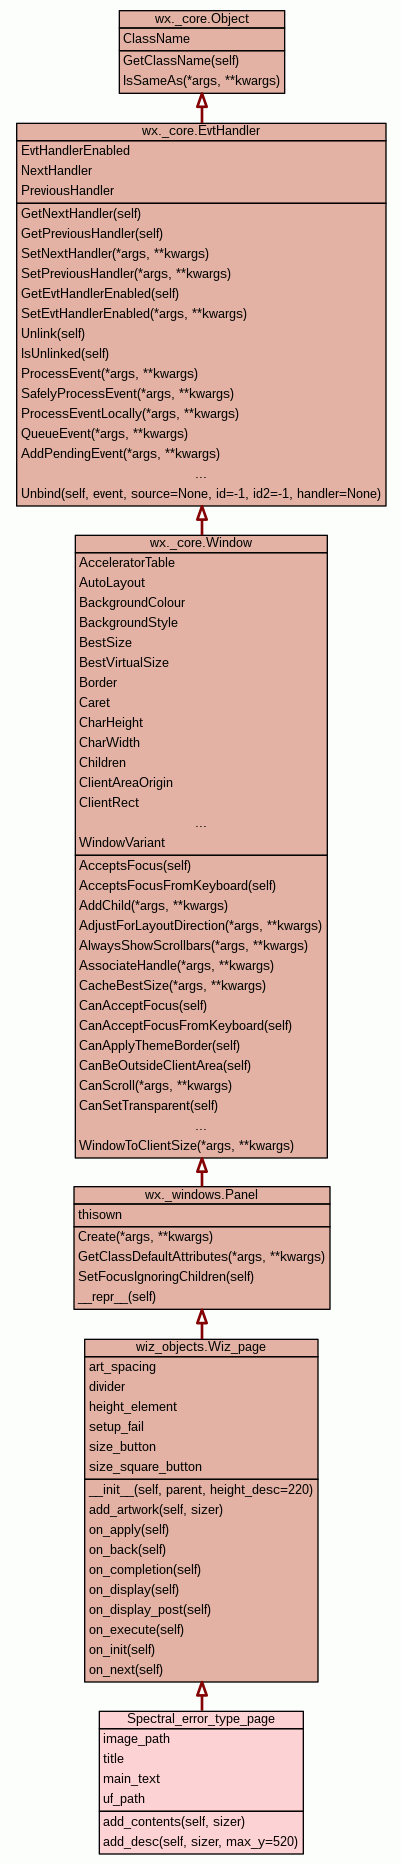 wx._core.Object
ClassName
GetClassName(self)
IsSameAs(*args, **kwargs)
wx._core.EvtHandler
EvtHandlerEnabled
NextHandler
PreviousHandler
GetNextHandler(self)
GetPreviousHandler(self)
SetNextHandler(*args, **kwargs)
SetPreviousHandler(*args, **kwargs)
GetEvtHandlerEnabled(self)
SetEvtHandlerEnabled(*args, **kwargs)
Unlink(self)
IsUnlinked(self)
ProcessEvent(*args, **kwargs)
SafelyProcessEvent(*args, **kwargs)
ProcessEventLocally(*args, **kwargs)
QueueEvent(*args, **kwargs)
AddPendingEvent(*args, **kwargs)
...
Unbind(self, event, source=None, id=-1, id2=-1, handler=None)
wx._core.Window
AcceleratorTable
AutoLayout
BackgroundColour
BackgroundStyle
BestSize
BestVirtualSize
Border
Caret
CharHeight
CharWidth
Children
ClientAreaOrigin
ClientRect
...
WindowVariant
AcceptsFocus(self)
AcceptsFocusFromKeyboard(self)
AddChild(*args, **kwargs)
AdjustForLayoutDirection(*args, **kwargs)
AlwaysShowScrollbars(*args, **kwargs)
AssociateHandle(*args, **kwargs)
CacheBestSize(*args, **kwargs)
CanAcceptFocus(self)
CanAcceptFocusFromKeyboard(self)
CanApplyThemeBorder(self)
CanBeOutsideClientArea(self)
CanScroll(*args, **kwargs)
CanSetTransparent(self)
...
WindowToClientSize(*args, **kwargs)
wx._windows.Panel
thisown
Create(*args, **kwargs)
GetClassDefaultAttributes(*args, **kwargs)
SetFocusIgnoringChildren(self)
__repr__(self)
wiz_objects.Wiz_page
art_spacing
divider
height_element
setup_fail
size_button
size_square_button
__init__(self, parent, height_desc=220)
add_artwork(self, sizer)
on_apply(self)
on_back(self)
on_completion(self)
on_display(self)
on_display_post(self)
on_execute(self)
on_init(self)
on_next(self)
Spectral_error_type_page
image_path
title
main_text
uf_path
add_contents(self, sizer)
add_desc(self, sizer, max_y=520)